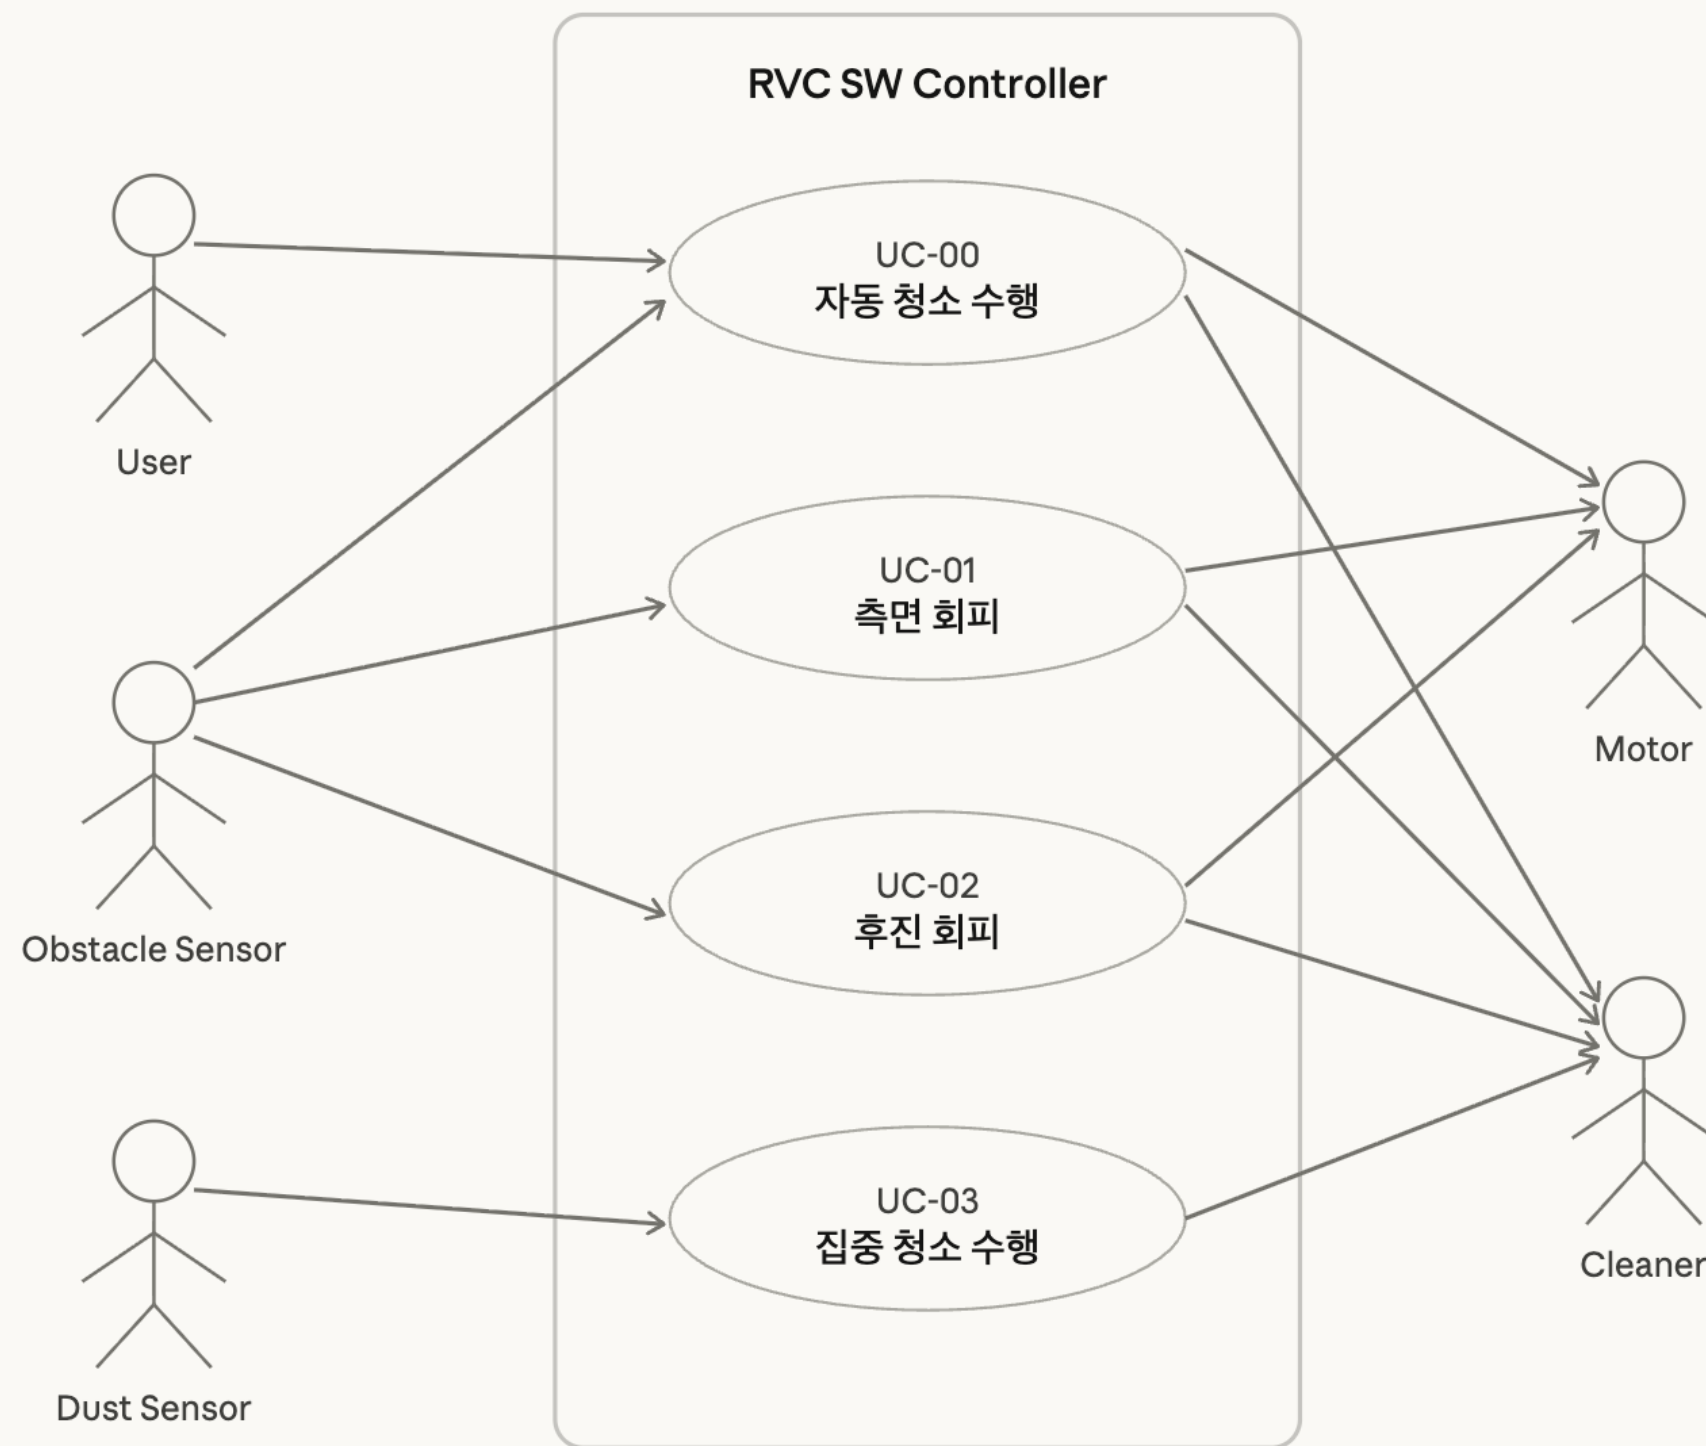 RVC SW Controller
UC-00
자동 청소 수행
User
UC-01
측면 회피
Motor
UC-02
후진 회피
Obstacle Sensor
UC-03
집중 청소 수행
Cleaner
Dust Sensor